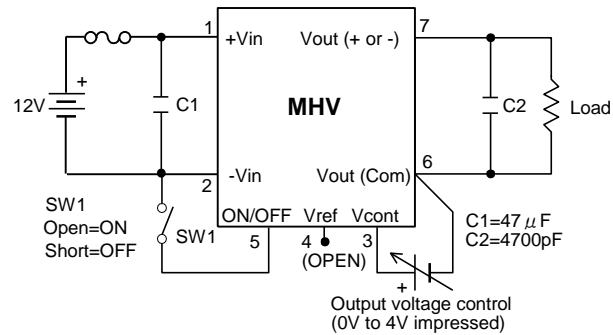 1
+Vin
Vout (+ or -)
7
+
12V
C1
MHV
C2
Load
2
-Vin
Vout (Com)
6
SW1
Open=ON
Short=OFF
SW1
ON/OFF
Vref
Vcont
5
4
3
(OPEN)
C1=47μF
C2=4700pF
+
Output voltage control
(0V to 4V impressed)